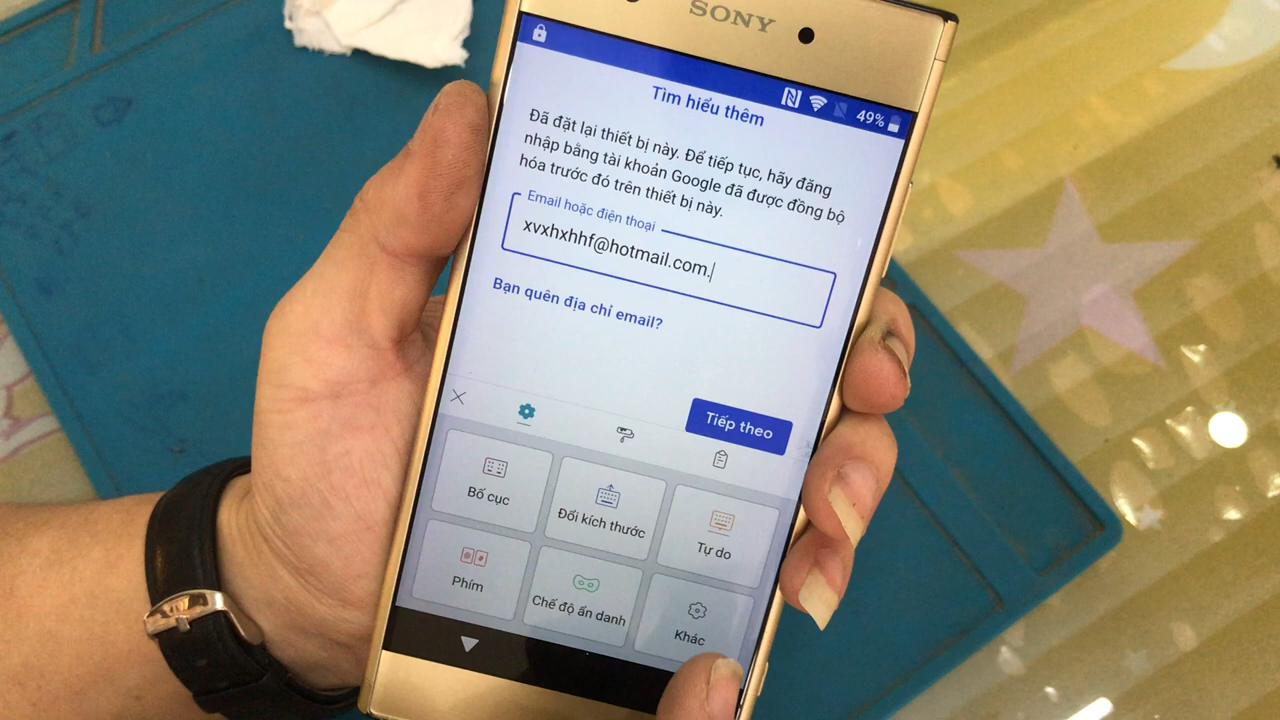 SONY
49%
Tìm hiểu thêm
Đã đặt lại thiết bị này. Để tiếp tục, hãy đăng
nhập bằng tài khoản Google đã được đồng bộ
hóa trước đó trên thiết bị này.
Email hoặc điện thoại
xvxhxhhf@hotmail.com.
Bạn quên địa chỉ email?
Tiếp theo
Bố cục
Đổi kích thước
Tự do
Phím
Chế độ ẩn danh
Khác